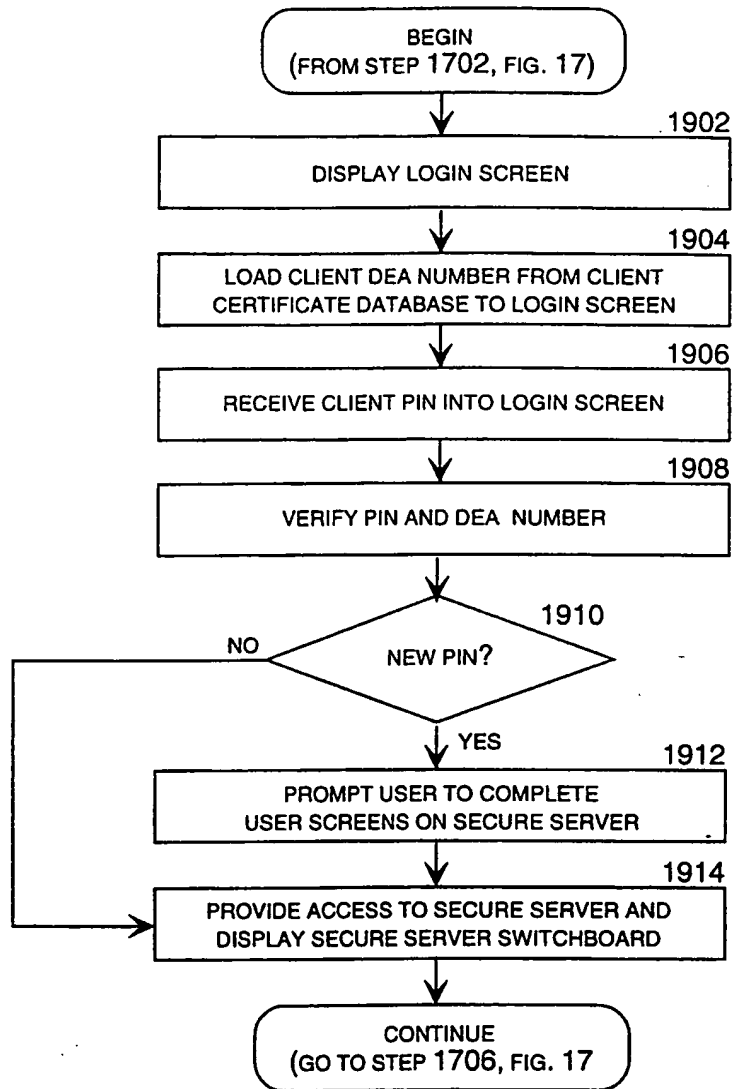 BEGIN
(FROM STEP 1702, FIG. 17)
1902
DISPLAY LOGIN SCREEN
1904
LOAD CLIENT DEA NUMBER FROM CLIENT
CERTIFICATE DATABASE TO LOGIN SCREEN
1906
RECEIVE CLIENT PIN INTO LOGIN SCREEN
1908
VERIFY PIN AND DEA NUMBER
1910
NO
NEW PIN?
YES
1912
PROMPT USER TO COMPLETE
USER SCREENS ON SECURE SERVER
1914
PROVIDE ACCESS TO SECURE SERVER AND
DISPLAY SECURE SERVER SWITCHBOARD
CONTINUE
(GO TO STEP 1706, FIG. 17